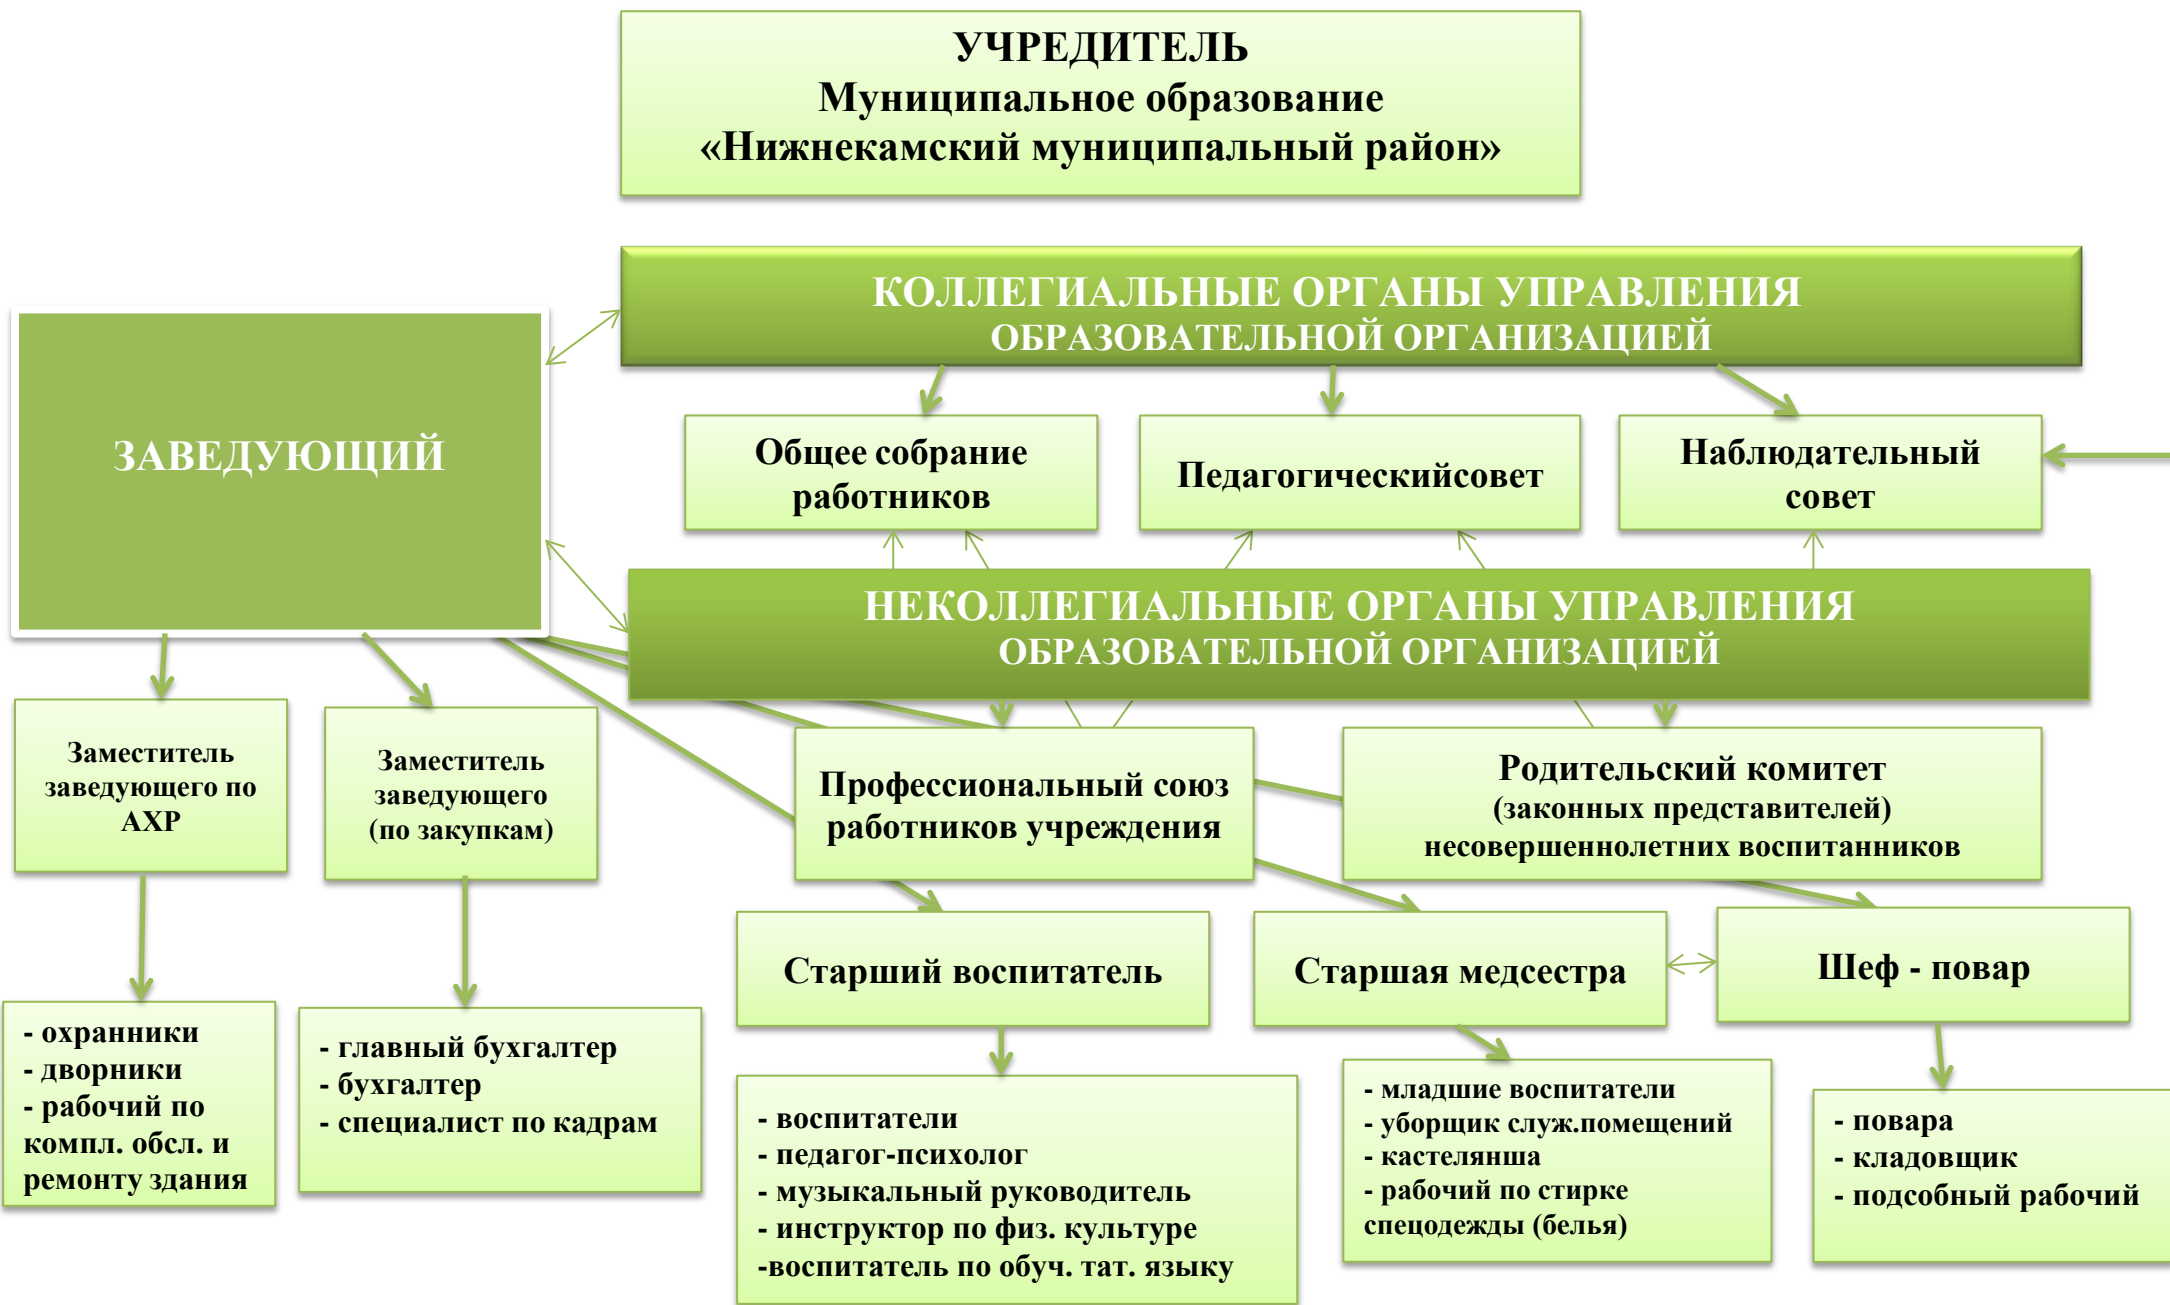 УЧРЕДИТЕЛЬ
Муниципальное образование
«Нижнекамский муниципальный район»
КОЛЛЕГИАЛЬНЫЕ ОРГАНЫ УПРАВЛЕНИЯ
ОБРАЗОВАТЕЛЬНОЙ ОРГАНИЗАЦИЕЙ
ЗАВЕДУЮЩИЙ
Общее собрание
работников
Педагогическийсовет
Наблюдательный
совет
НЕКОЛЛЕГИАЛЬНЫЕ ОРГАНЫ УПРАВЛЕНИЯ
ОБРАЗОВАТЕЛЬНОЙ ОРГАНИЗАЦИЕЙ
Заместитель
заведующего по
АХР
Заместитель
заведующего
(по закупкам)
Профессиональный союз
работников учреждения
Родительский комитет
(законных представителей)
несовершеннолетних воспитанников
Старший воспитатель
Старшая медсестра
Шеф - повар
- охранники
- дворники
- рабочий по
компл. обсл. и
ремонту здания
- главный бухгалтер
- бухгалтер
- специалист по кадрам
- воспитатели
- педагог-психолог
- музыкальный руководитель
- инструктор по физ. культуре
-воспитатель по обуч. тат. языку
- младшие воспитатели
- уборщик служ.помещений
- кастелянша
- рабочий по стирке
спецодежды (белья)
- повара
- кладовщик
- подсобный рабочий